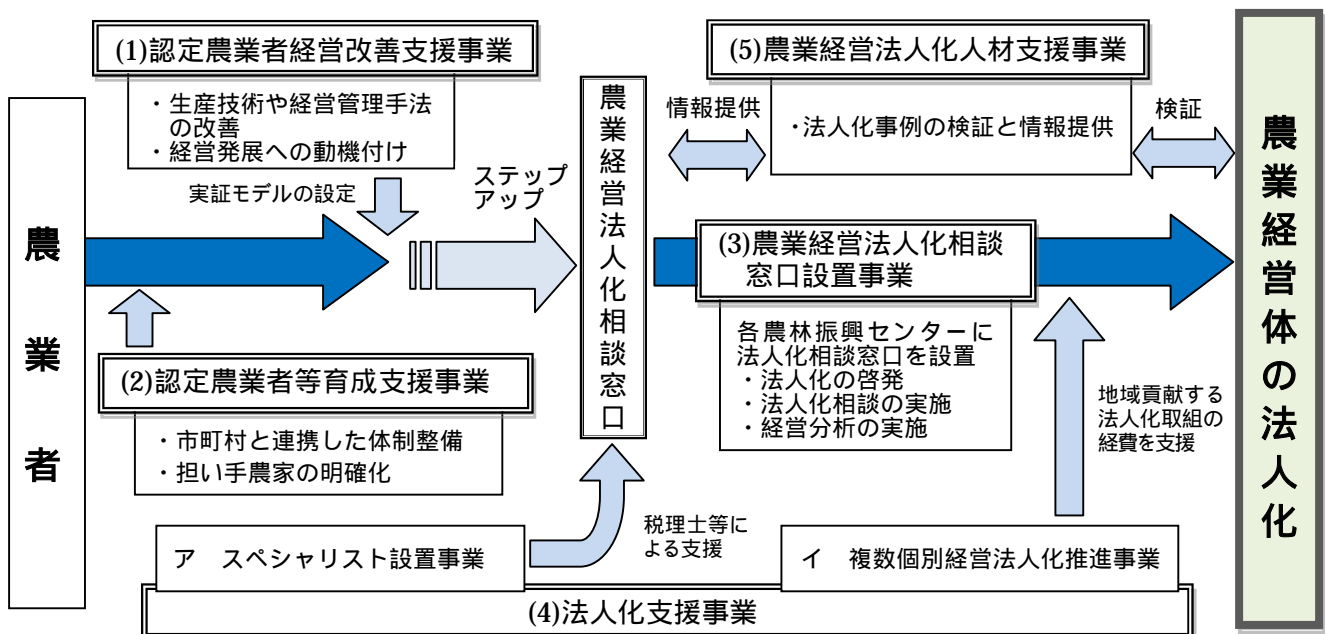 (1)認定農業者経営改善支援事業
・生産技術や経営管理手法
の改善
・経営発展への動機付け
実証モデルの設定
農業者
(2)認定農業者等育成支援事業
・市町村と連携した体制整備
・担い手農家の明確化
ステップ
アップ
農業経営法人化相談窓口
(5)農業経営法人化人材支援事業
・法人化事例の検証と情報提供
情報提供
検証
(3)農業経営法人化相談
窓口設置事業
各農林振興センターに
法人化相談窓口を設置
・法人化の啓発
・法人化相談の実施
・経営分析の実施
地域貢献する
法人化取組の
経費を支援
農業経営体の法人化
ア スペシャリスト設置事業
税理士等に
よる支援
イ 複数個別経営法人化推進事業
(4)法人化支援事業